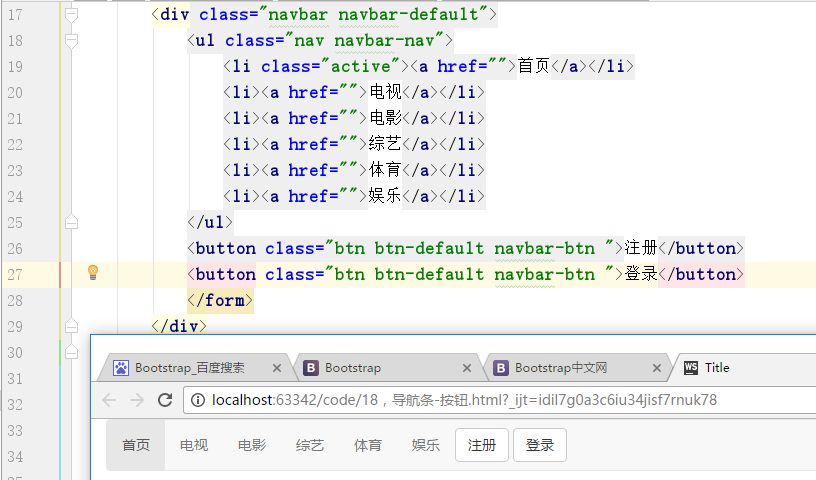 17 <div class="navbar navbar-default">
18 <ul class="nav navbar-nav">
19 <li class="active"><a href="">首页</a></li>
20 <li><a href="">电视</a></li>
21 <li><a href="">电影</a></li>
22 <li><a href="">综艺</a></li>
23 <li><a href="">体育</a></li>
24 <li><a href="">娱乐</a></li>
25 </ul>
26 <button class="btn btn-default navbar-btn ">注册</button>
27 <button class="btn btn-default navbar-btn ">登录</button>
28 </form>
29 </div>
30
31
32
33
34
Bootstrap_百度搜索 Bootstrap Bootstrap中文网 Title
localhost:63342/code/18，导航条-按钮.html?_ijt=idil7g0a3c6iu34jisf7rnuk78
首页 电视 电影 综艺 体育 娱乐 注册 登录